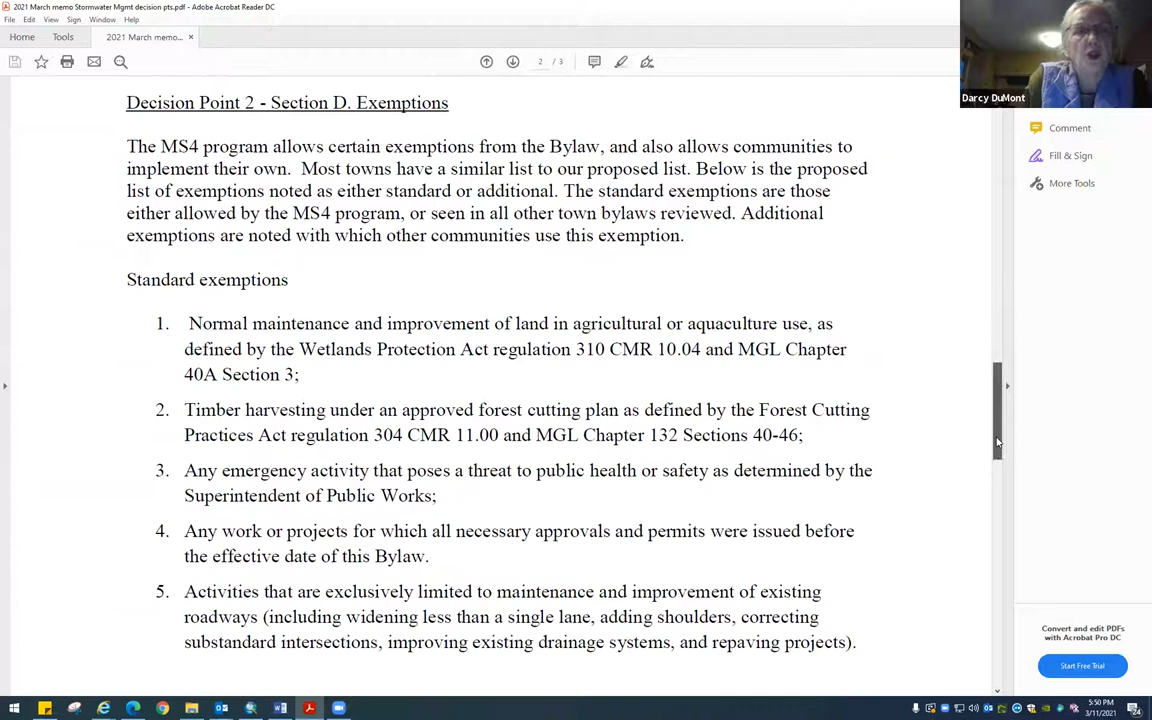 2021 March memo Stormwater Mgmt decision pts.pdf - Adobe Acrobat Reader DC
File Edit View Sign Window Help
Home Tools 2021 March memo... ×
2 / 3
Darcy DuMont
Comment
Fill & Sign
More Tools
Decision Point 2 - Section D. Exemptions
The MS4 program allows certain exemptions from the Bylaw, and also allows communities to
implement their own. Most towns have a similar list to our proposed list. Below is the proposed
list of exemptions noted as either standard or additional. The standard exemptions are those
either allowed by the MS4 program, or seen in all other town bylaws reviewed. Additional
exemptions are noted with which other communities use this exemption.
Standard exemptions
1. Normal maintenance and improvement of land in agricultural or aquaculture use, as
defined by the Wetlands Protection Act regulation 310 CMR 10.04 and MGL Chapter
40A Section 3;
2. Timber harvesting under an approved forest cutting plan as defined by the Forest Cutting
Practices Act regulation 304 CMR 11.00 and MGL Chapter 132 Sections 40-46;
3. Any emergency activity that poses a threat to public health or safety as determined by the
Superintendent of Public Works;
4. Any work or projects for which all necessary approvals and permits were issued before
the effective date of this Bylaw.
5. Activities that are exclusively limited to maintenance and improvement of existing
roadways (including widening less than a single lane, adding shoulders, correcting
substandard intersections, improving existing drainage systems, and repaving projects).
Convert and edit PDFs
with Acrobat Pro DC
Start Free Trial
5:50 PM
3/11/2021
24